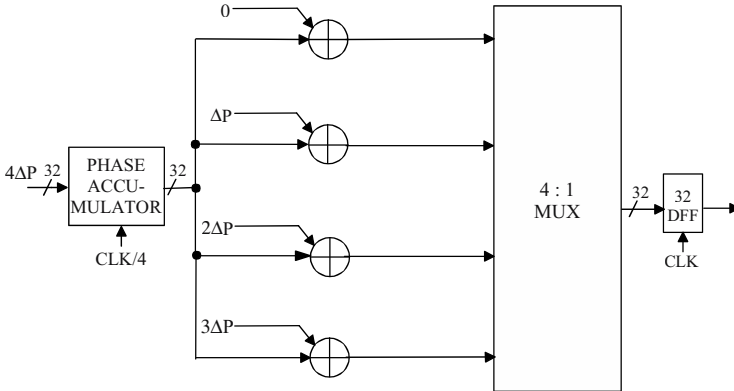 0
ΔP
4ΔP
32
PHASE
ACCU-
MULATOR
32
CLK/4
2ΔP
3ΔP
4 : 1
MUX
32
32
DFF
CLK